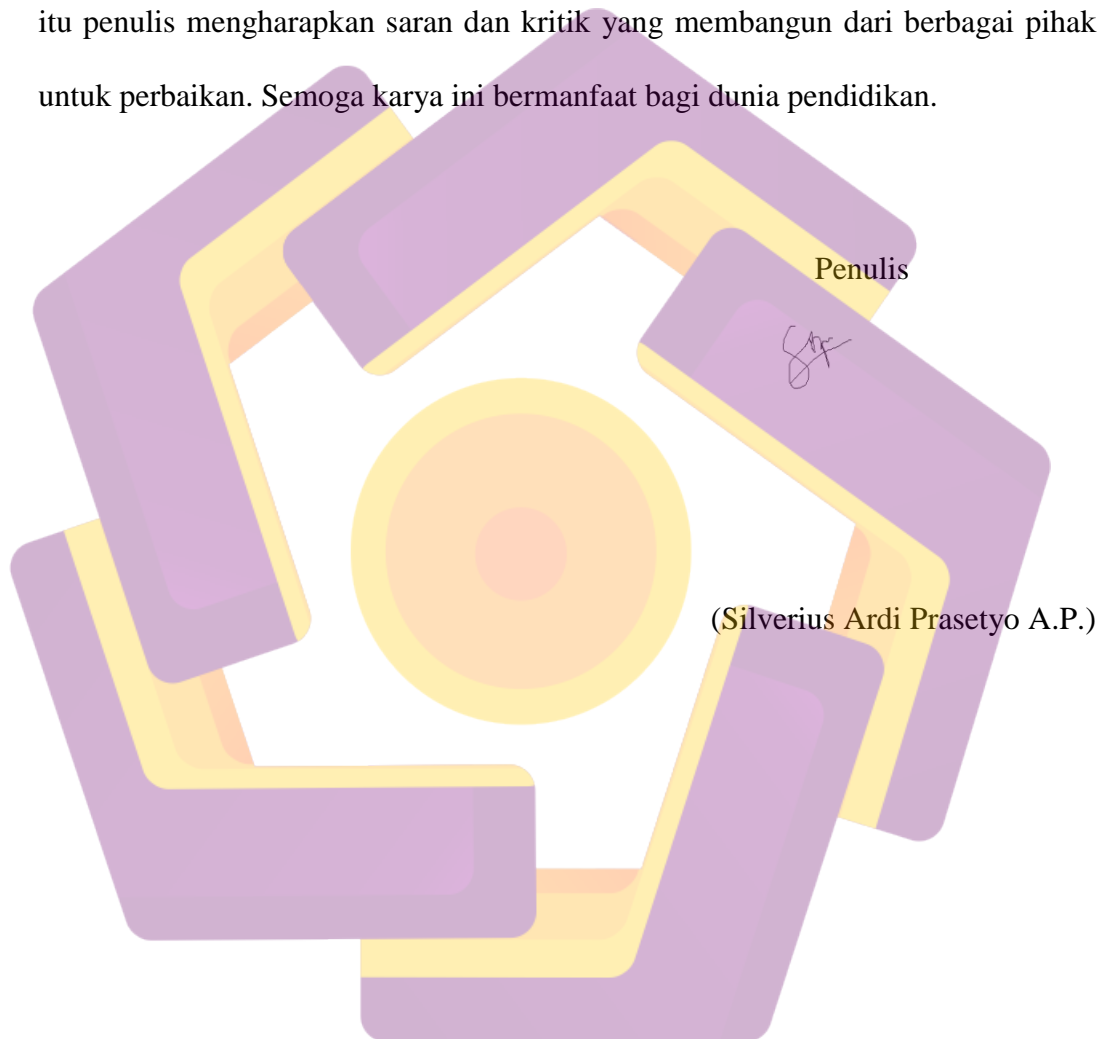 itu penulis mengharapkan saran dan kritik yang membangun dari berbagai pihak
untuk perbaikan. Semoga karya ini bermanfaat bagi dunia pendidikan.
Penulis
(Silverius Ardi Prasetyo A.P.)